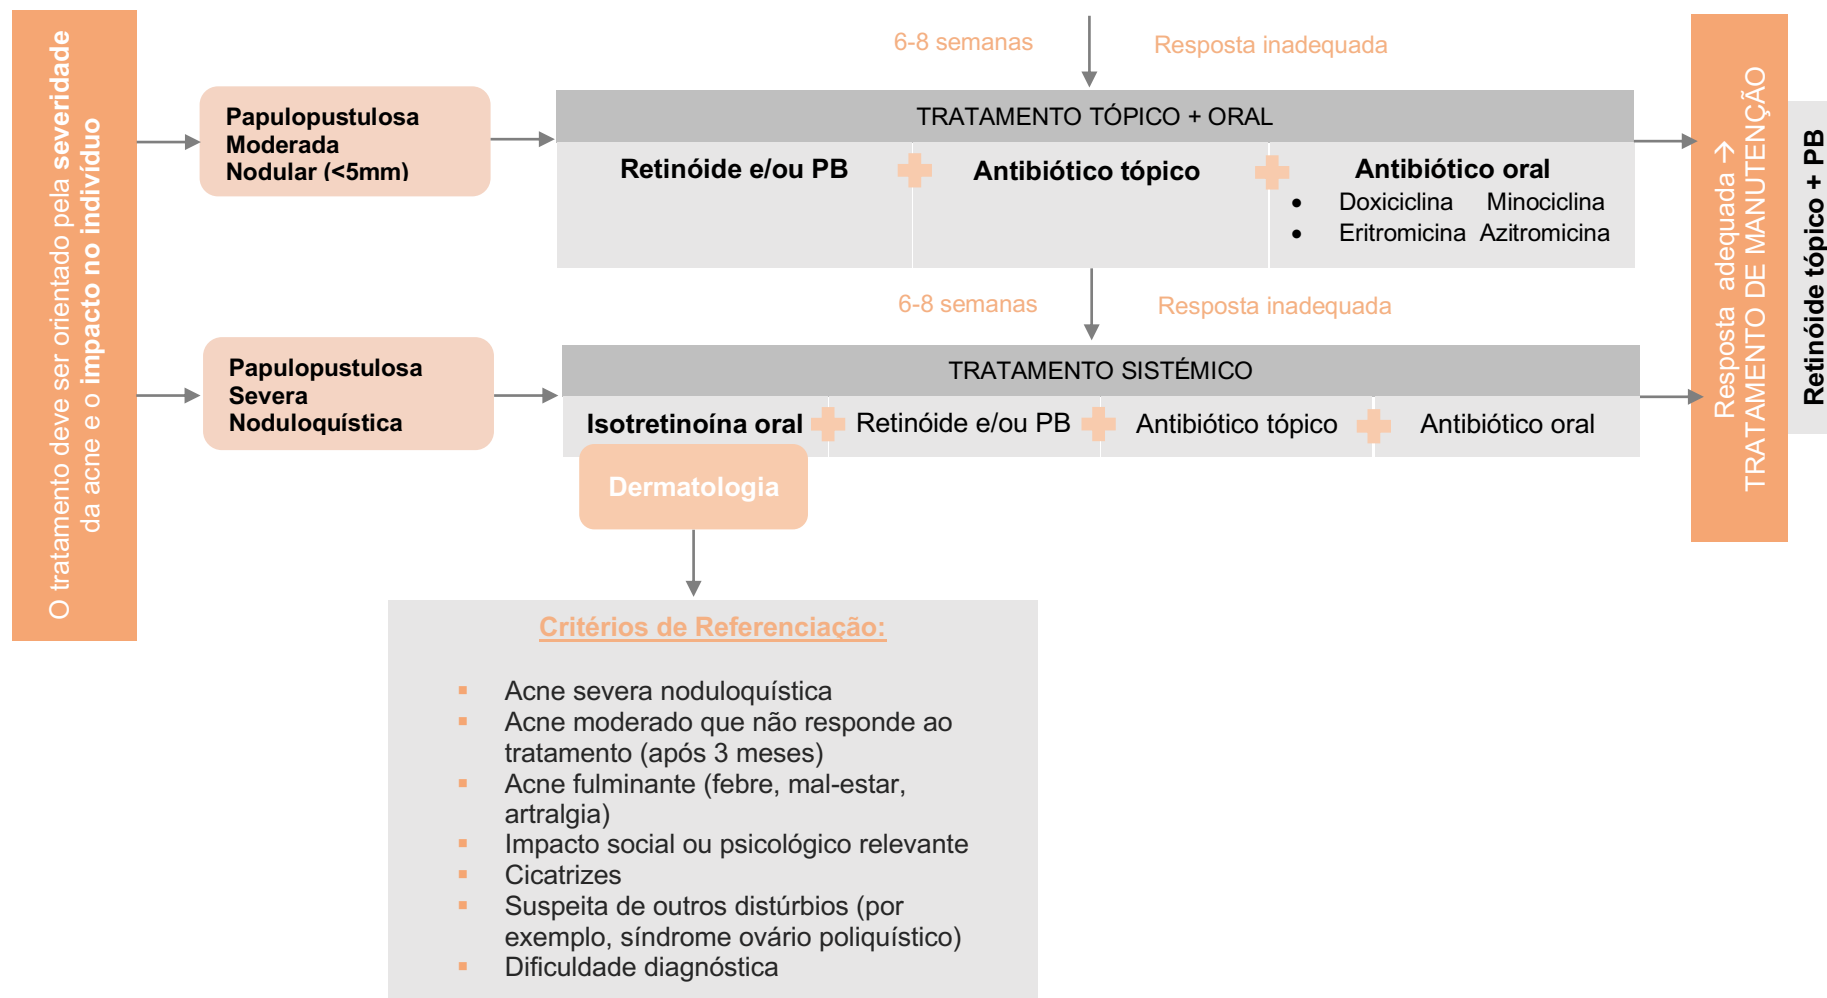 O tratamento deve ser orientado pela severidade
da acne e o impacto no indivíduo
6-8 semanas
Resposta inadequada
Papulopustulosa
Moderada
Nodular (<5mm)
TRATAMENTO TÓPICO + ORAL
Retinóide e/ou PB
Antibiótico tópico
Antibiótico oral
• Doxiciclina Minociclina
• Eritromicina Azitromicina
6-8 semanas
Resposta inadequada
Papulopustulosa
Severa
Noduloquística
TRATAMENTO SISTÉMICO
Isotretinoína oral
Retinóide e/ou PB
Antibiótico tópico
Antibiótico oral
Dermatologia
Resposta adequada →
TRATAMENTO DE MANUTENÇÃO
Retinóide tópico + PB
Critérios de Referenciação:
▪ Acne severa noduloquística
▪ Acne moderado que não responde ao
tratamento (após 3 meses)
▪ Acne fulminante (febre, mal-estar,
artralgia)
▪ Impacto social ou psicológico relevante
▪ Cicatrizes
▪ Suspeita de outros distúrbios (por
exemplo, síndrome ovário poliquístico)
▪ Dificuldade diagnóstica